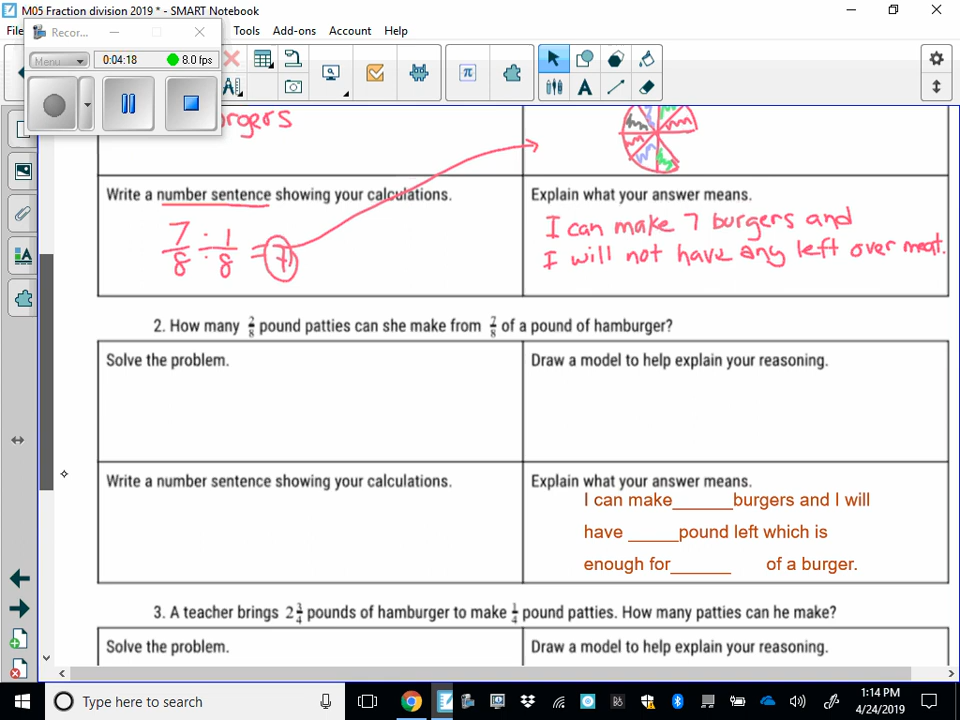 M05 Fraction division 2019 * - SMART Notebook
Recor...
Tools Add-ons Account Help
Menu 0:04:18 8.0 fps
π
A
Write a number sentence showing your calculations.
7/8 ÷ 1/8 = 7
Explain what your answer means.
I can make 7 burgers and
I will not have any left over meat.
2. How many 2/8 pound patties can she make from 7/8 of a pound of hamburger?
Solve the problem.
Draw a model to help explain your reasoning.
Write a number sentence showing your calculations.
Explain what your answer means.
I can make______burgers and I will
have _____pound left which is
enough for______ of a burger.
3. A teacher brings 2 3/4 pounds of hamburger to make 1/4 pound patties. How many patties can he make?
Solve the problem.
Draw a model to help explain your reasoning.
Type here to search
1:14 PM
4/24/2019